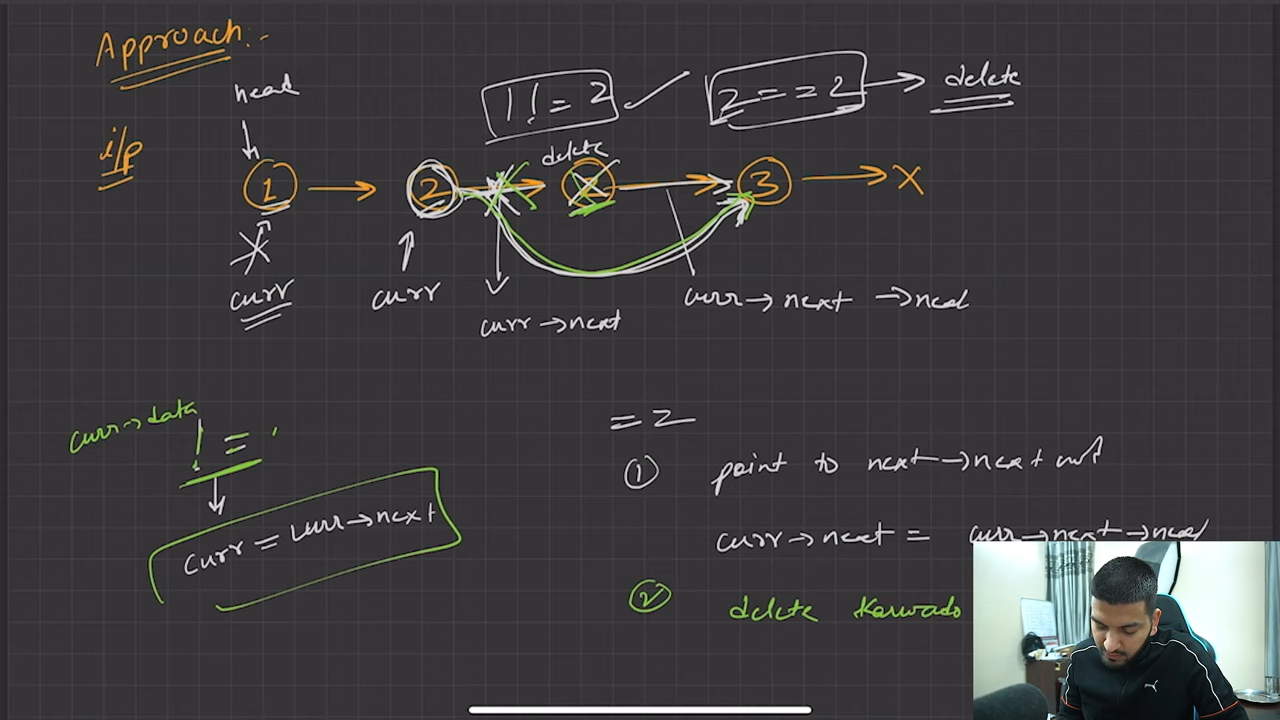 Approach:-
head
1 != 2
2 == 2 → delete
i/p
delete
1 → 2 → 2 → 3 → X
curr
curr
curr → next
curr → next → next
curr → data
! =
curr = curr → next
== 2
① point to next → next
curr → next = curr → next → next
② delete karwado